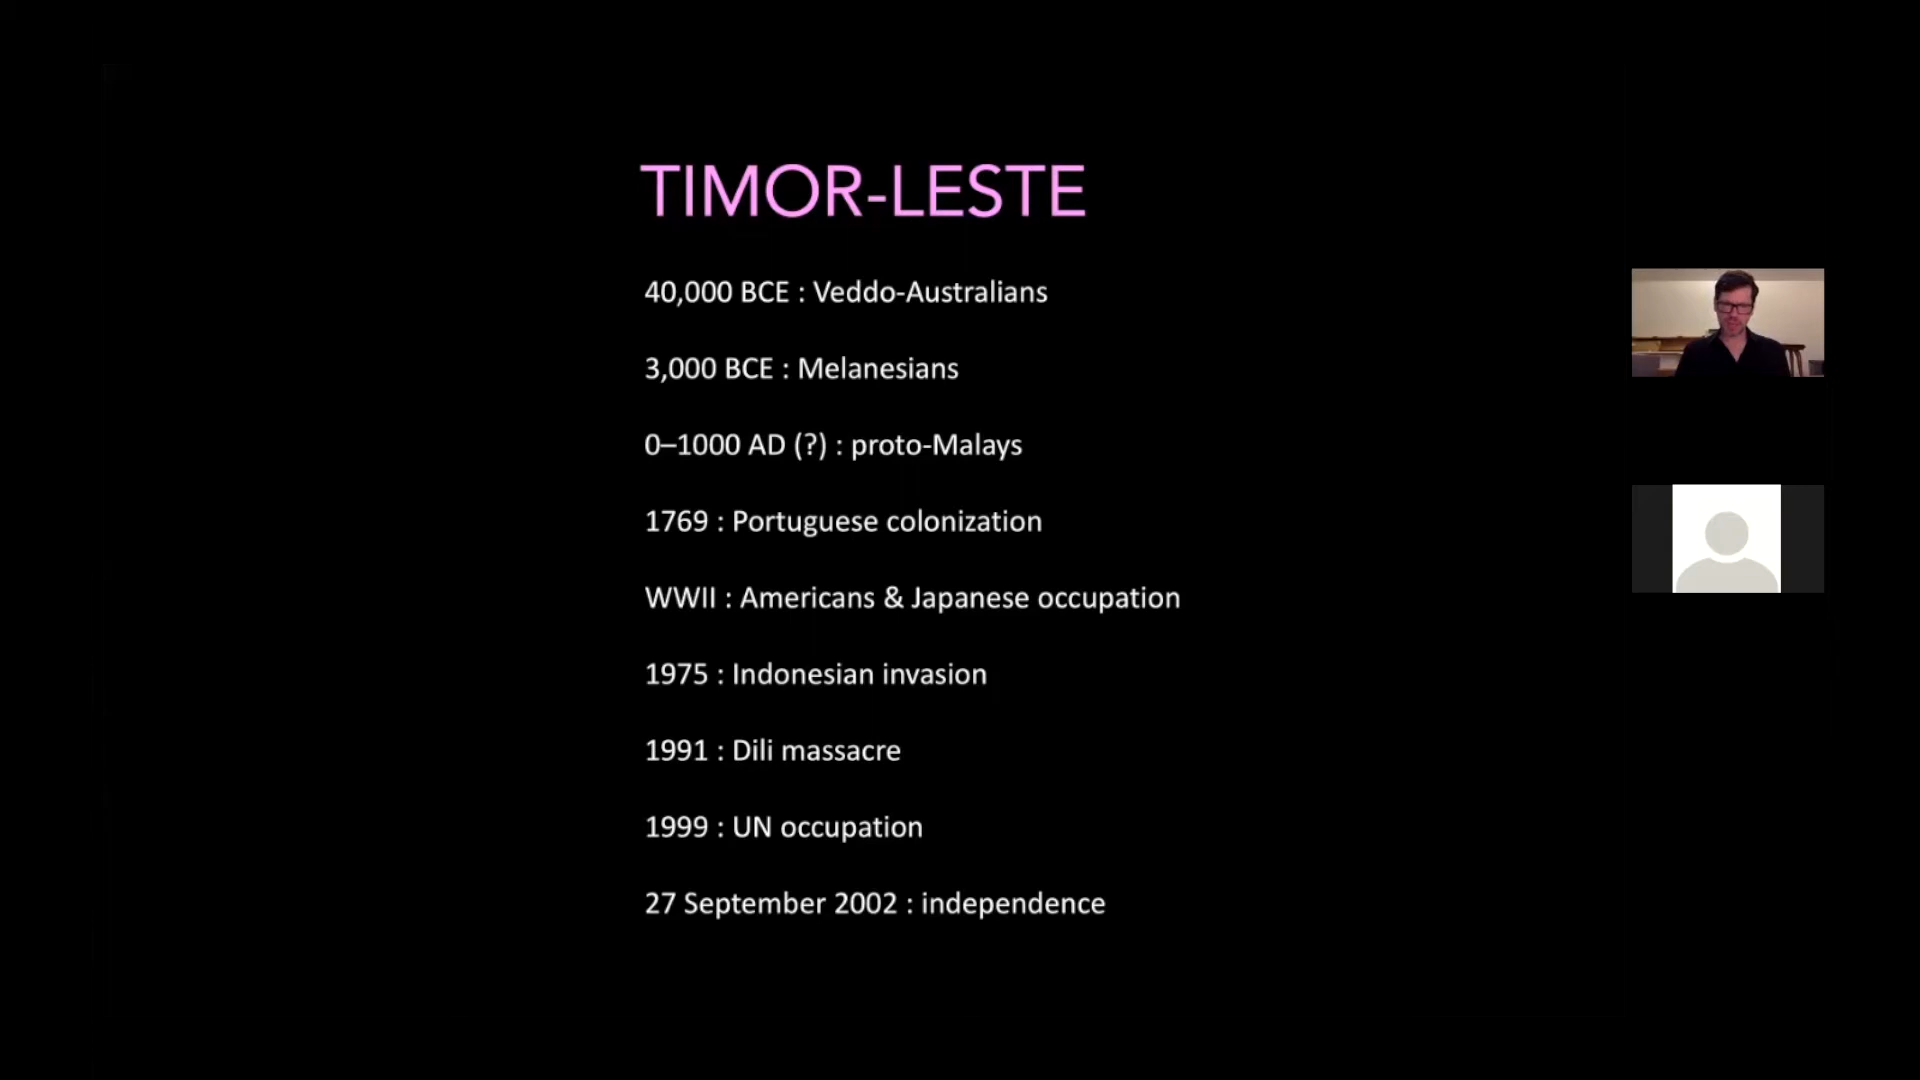 TIMOR-LESTE
40,000 BCE : Veddo-Australians
3,000 BCE : Melanesians
0–1000 AD (?) : proto-Malays
1769 : Portuguese colonization
WWII : Americans & Japanese occupation
1975 : Indonesian invasion
1991 : Dili massacre
1999 : UN occupation
27 September 2002 : independence